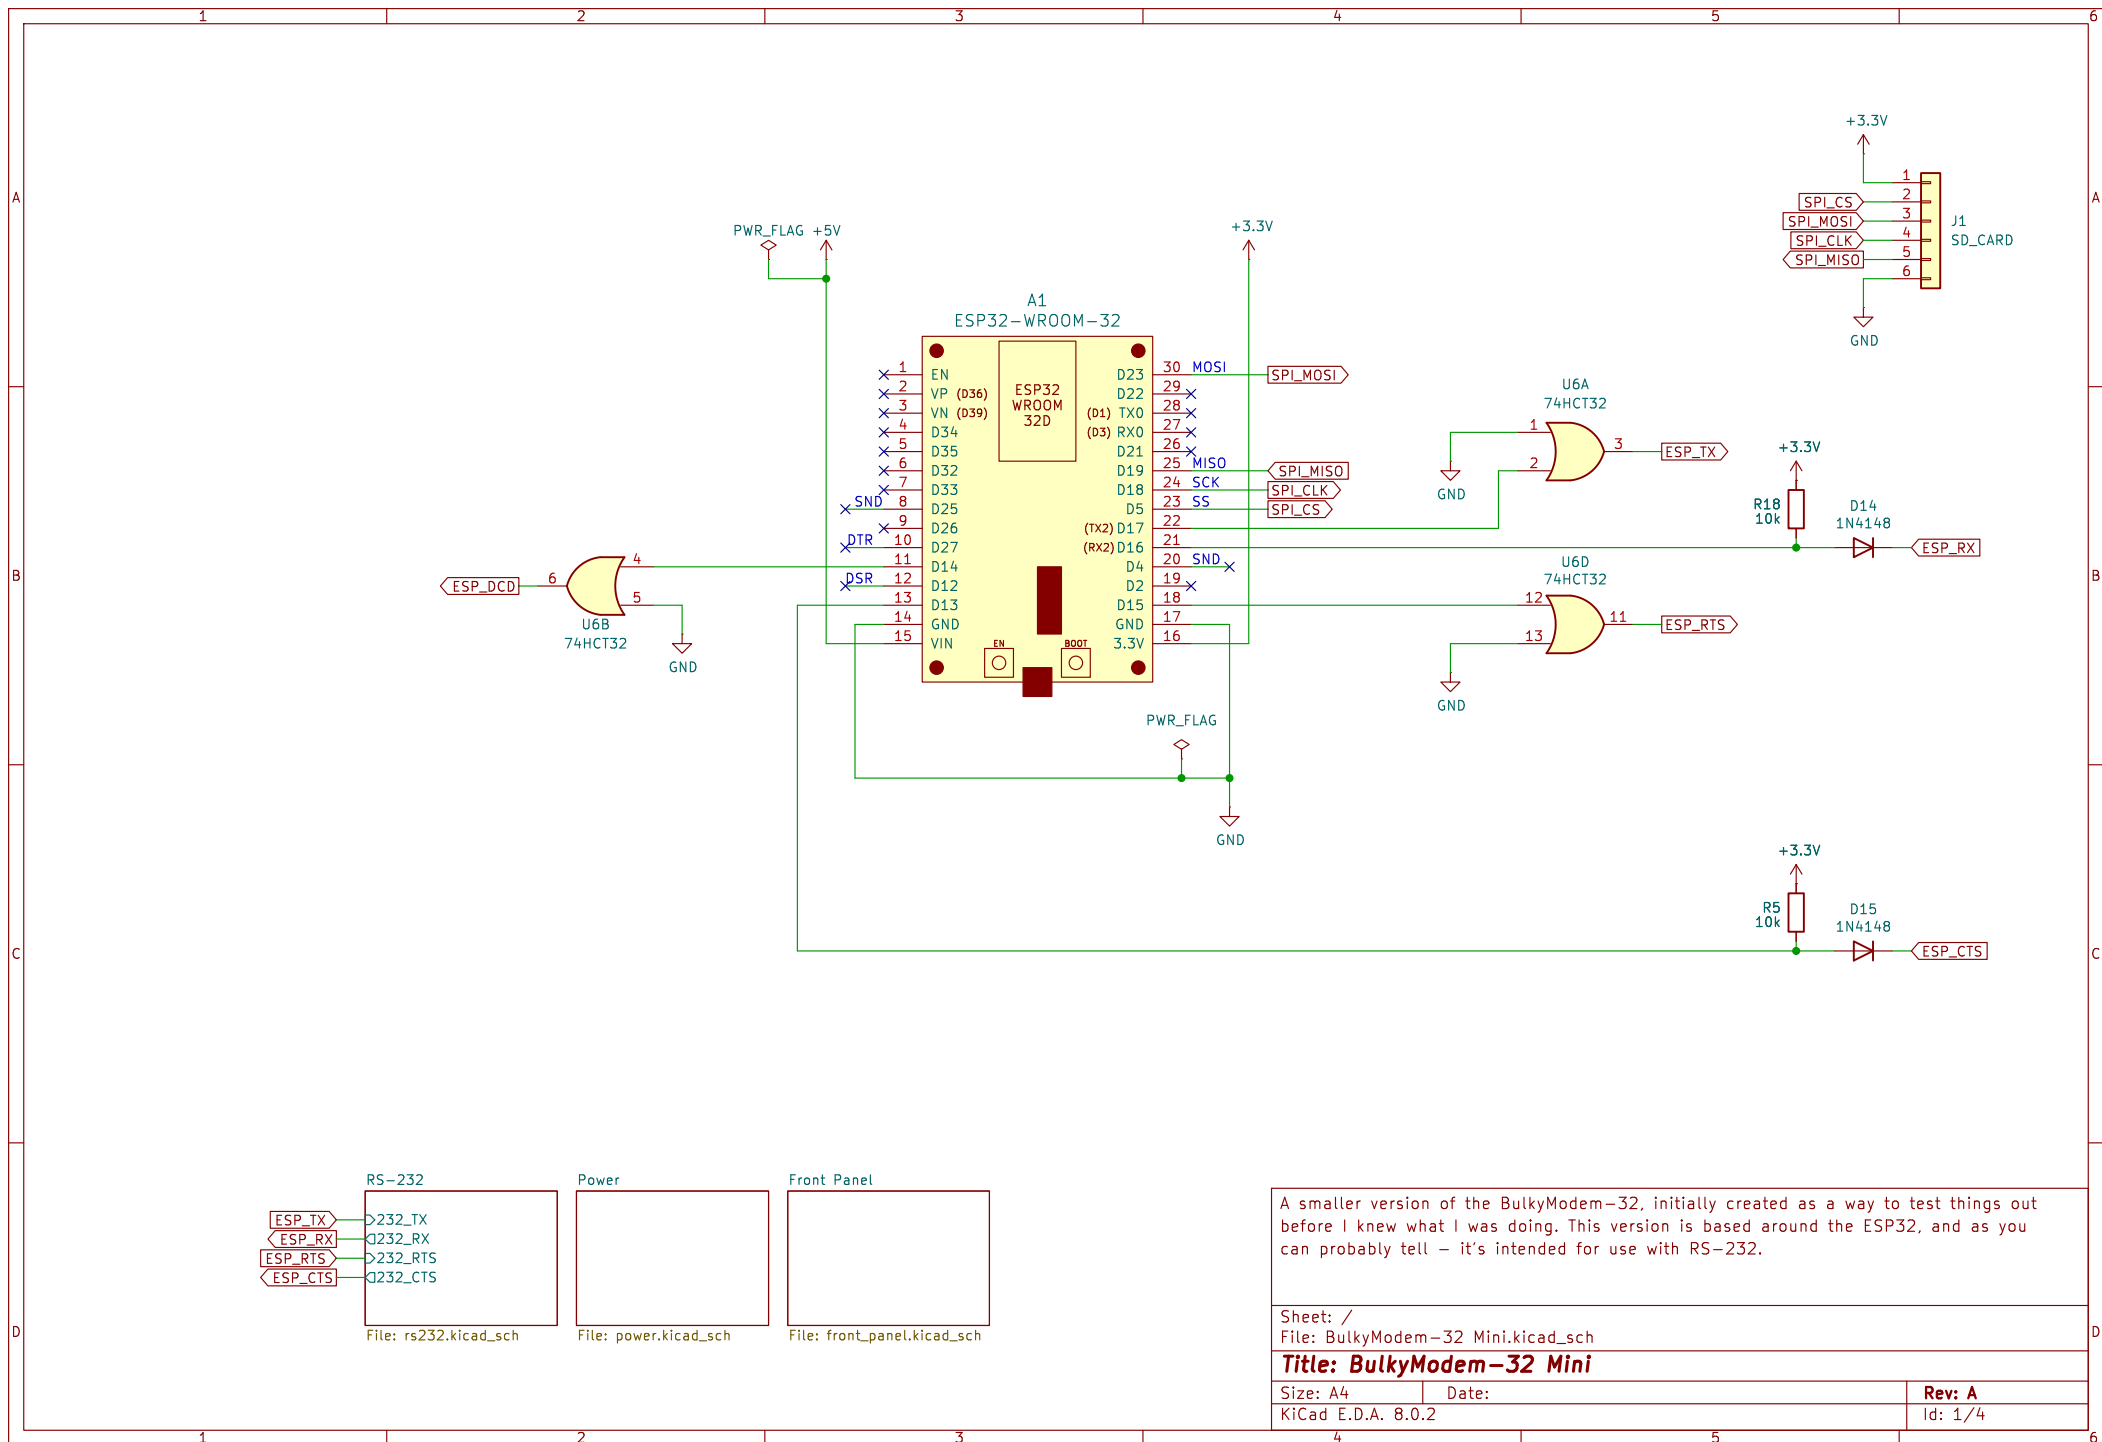 1 2 3 4 5 6
A
B
C
D
A
B
C
D
1 2 3 4 5 6
PWR_FLAG +5V
+3.3V
A1
ESP32-WROOM-32
ESP32
WROOM
32D
1 EN
2 VP (D36)
3 VN (D39)
4 D34
5 D35
6 D32
7 D33
SND 8 D25
9 D26
DTR 10 D27
11 D14
DSR 12 D12
13 D13
14 GND
15 VIN
EN BOOT
D23 30 MOSI SPI_MOSI
D22 29
(D1) TX0 28
(D3) RX0 27
D21 26
D19 25 MISO SPI_MISO
D18 24 SCK SPI_CLK
D5 23 SS SPI_CS
(TX2) D17 22
(RX2) D16 21
D4 20 SND
D2 19
D15 18
GND 17
3.3V 16
PWR_FLAG
GND
ESP_DCD 6 4
5
U6B
74HCT32
GND
+3.3V
1
SPI_CS 2
SPI_MOSI 3
SPI_CLK 4
SPI_MISO 5
6
J1
SD_CARD
GND
U6A
74HCT32
1
2
3 ESP_TX
GND
+3.3V
R18
10k
D14
1N4148
ESP_RX
U6D
74HCT32
12
13
11 ESP_RTS
GND
+3.3V
R5
10k
D15
1N4148
ESP_CTS
RS-232
ESP_TX 232_TX
ESP_RX 232_RX
ESP_RTS 232_RTS
ESP_CTS 232_CTS
File: rs232.kicad_sch
Power
File: power.kicad_sch
Front Panel
File: front_panel.kicad_sch
A smaller version of the BulkyModem-32, initially created as a way to test things out
before I knew what I was doing. This version is based around the ESP32, and as you
can probably tell - it's intended for use with RS-232.
Sheet: /
File: BulkyModem-32 Mini.kicad_sch
Title: BulkyModem-32 Mini
Size: A4 Date: Rev: A
KiCad E.D.A. 8.0.2 Id: 1/4